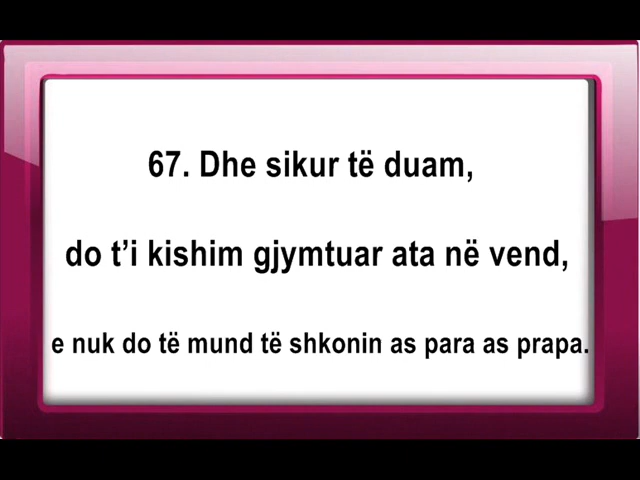 67. Dhe sikur të duam,
do t’i kishim gjymtuar ata në vend,
e nuk do të mund të shkonin as para as prapa.